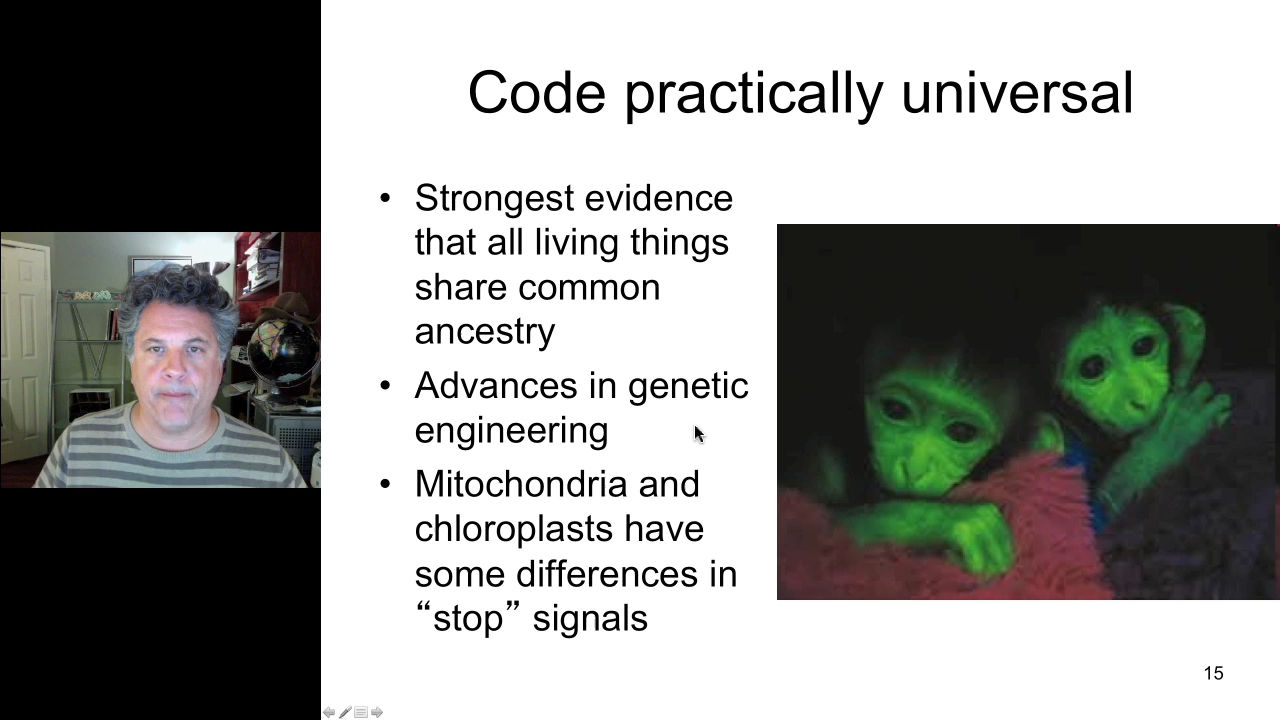 Code practically universal
• Strongest evidence
that all living things
share common
ancestry
• Advances in genetic
engineering
• Mitochondria and
chloroplasts have
some differences in
“stop” signals
15